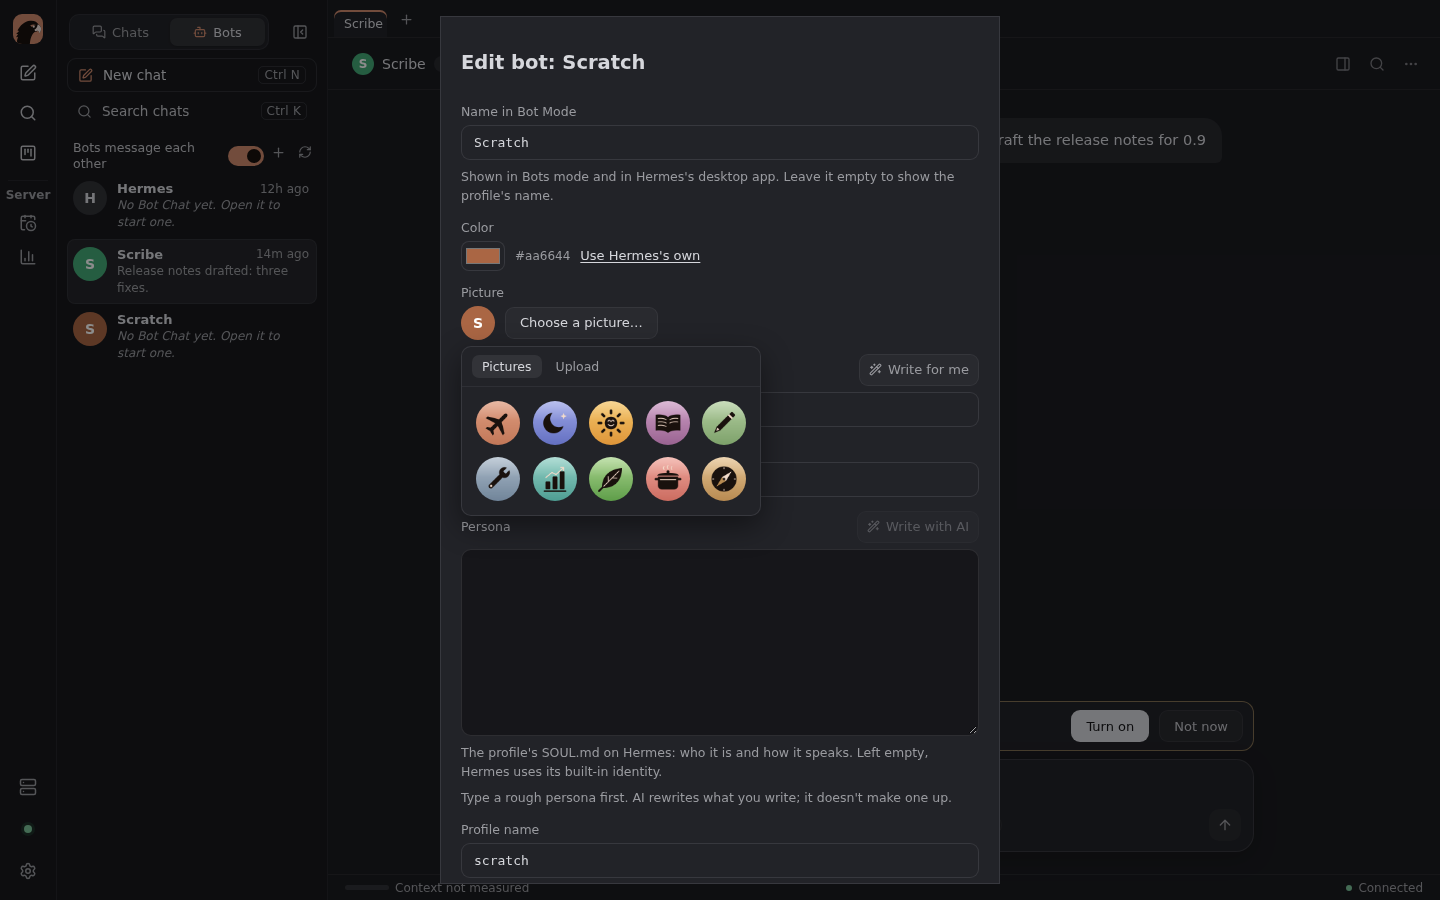 Chats
Bots
New chat
Ctrl N
Search chats
Ctrl K
Bots message each
other
Server
H
Hermes
12h ago
No Bot Chat yet. Open it to
start one.
S
Scribe
14m ago
Release notes drafted: three
fixes.
S
Scratch
No Bot Chat yet. Open it to
start one.
Scribe
S
Scribe
raft the release notes for 0.9
Edit bot: Scratch
Name in Bot Mode
Scratch
Shown in Bots mode and in Hermes's desktop app. Leave it empty to show the
profile's name.
Color
#aa6644
Use Hermes's own
Picture
S
Choose a picture...
Pictures
Upload
Write for me
Persona
Write with AI
The profile's SOUL.md on Hermes: who it is and how it speaks. Left empty,
Hermes uses its built-in identity.
Type a rough persona first. AI rewrites what you write; it doesn't make one up.
Profile name
scratch
Turn on
Not now
Context not measured
Connected